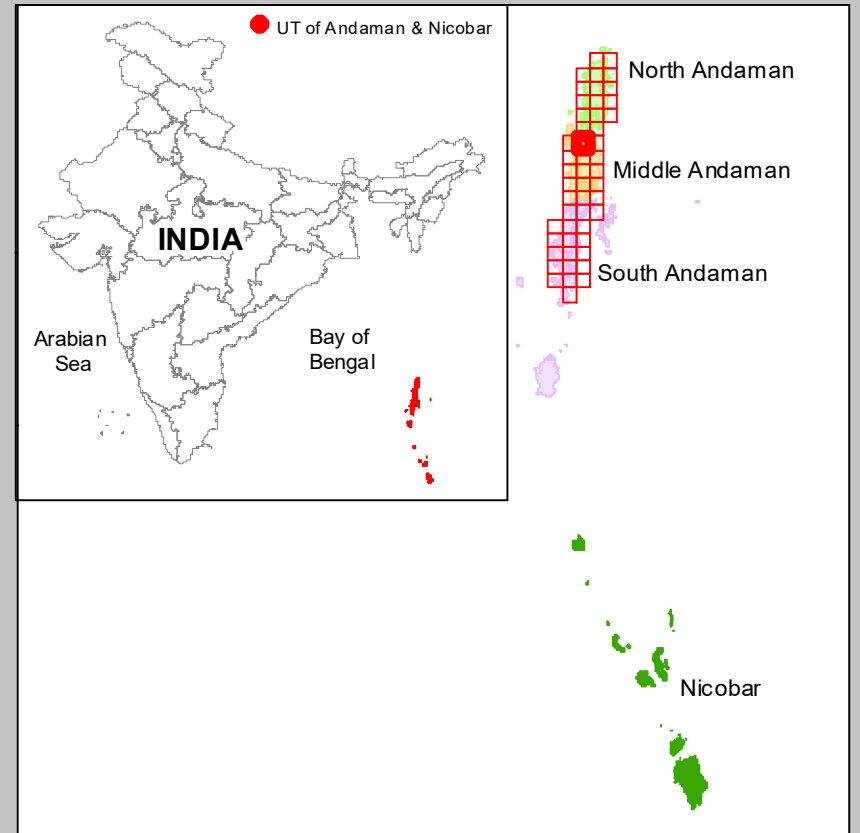 UT of Andaman & Nicobar
North Andaman
Middle Andaman
INDIA
South Andaman
Arabian
Sea
Bay of
Bengal
Nicobar